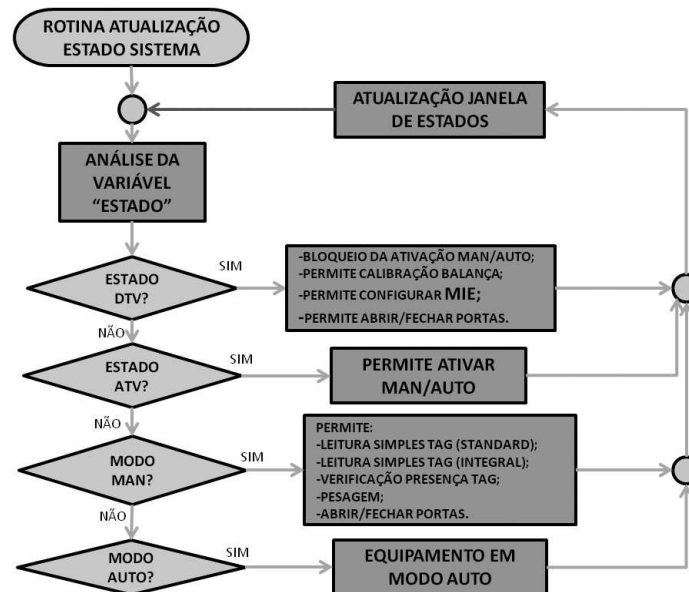 ROTINA ATUALIZAÇÃO
ESTADO SISTEMA
ATUALIZAÇÃO JANELA
DE ESTADOS
ANÁLISE DA
VARIÁVEL
“ESTADO”
ESTADO
DTV?
SIM
-BLOQUEIO DA ATIVAÇÃO MAN/AUTO;
-PERMITE CALIBRAÇÃO BALANÇA;
-PERMITE CONFIGURAR MIE;
-PERMITE ABRIR/FECHAR PORTAS.
NÃO
ESTADO
ATV?
SIM
PERMITE ATIVAR
MAN/AUTO
NÃO
MODO
MAN?
SIM
PERMITE:
-LEITURA SIMPLES TAG (STANDARD);
-LEITURA SIMPLES TAG (INTEGRAL);
-VERIFICAÇÃO PRESENÇA TAG;
-PESAGEM;
-ABRIR/FECHAR PORTAS.
NÃO
MODO
AUTO?
SIM
EQUIPAMENTO EM
MODO AUTO